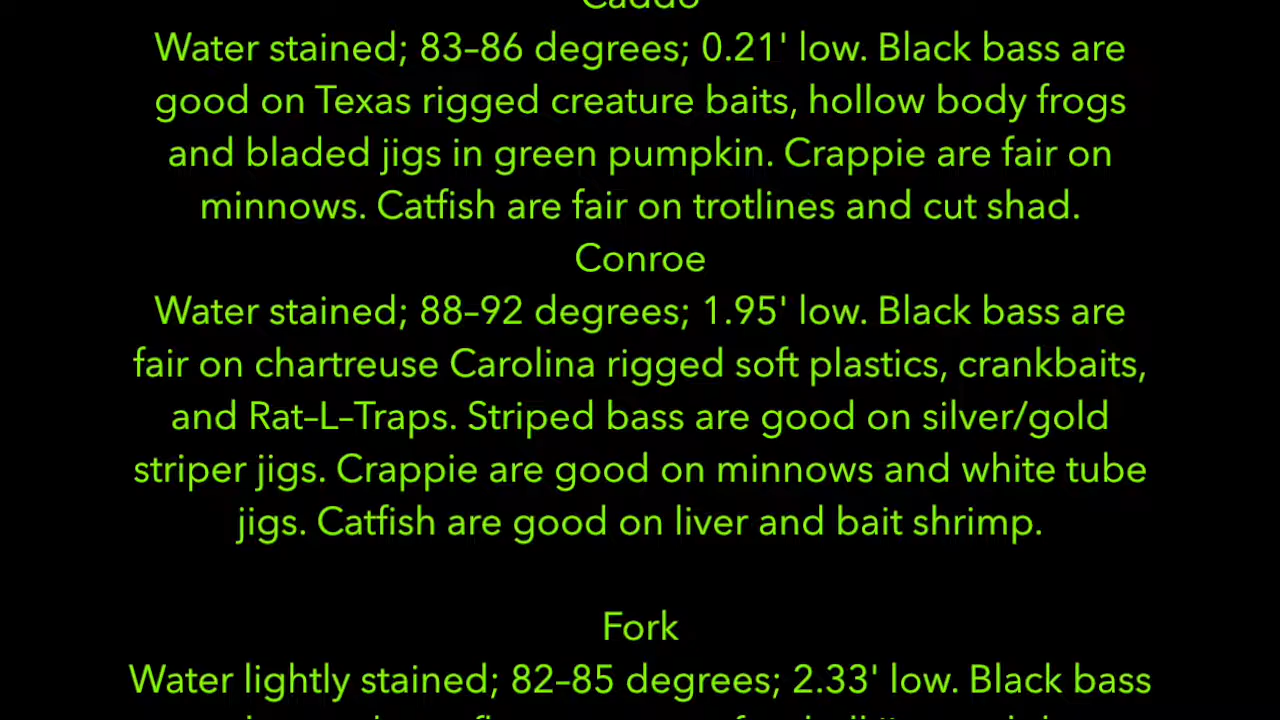 Caddo
Water stained; 83–86 degrees; 0.21' low. Black bass are
good on Texas rigged creature baits, hollow body frogs
and bladed jigs in green pumpkin. Crappie are fair on
minnows. Catfish are fair on trotlines and cut shad.
Conroe
Water stained; 88–92 degrees; 1.95' low. Black bass are
fair on chartreuse Carolina rigged soft plastics, crankbaits,
and Rat–L–Traps. Striped bass are good on silver/gold
striper jigs. Crappie are good on minnows and white tube
jigs. Catfish are good on liver and bait shrimp.
Fork
Water lightly stained; 82–85 degrees; 2.33' low. Black bass